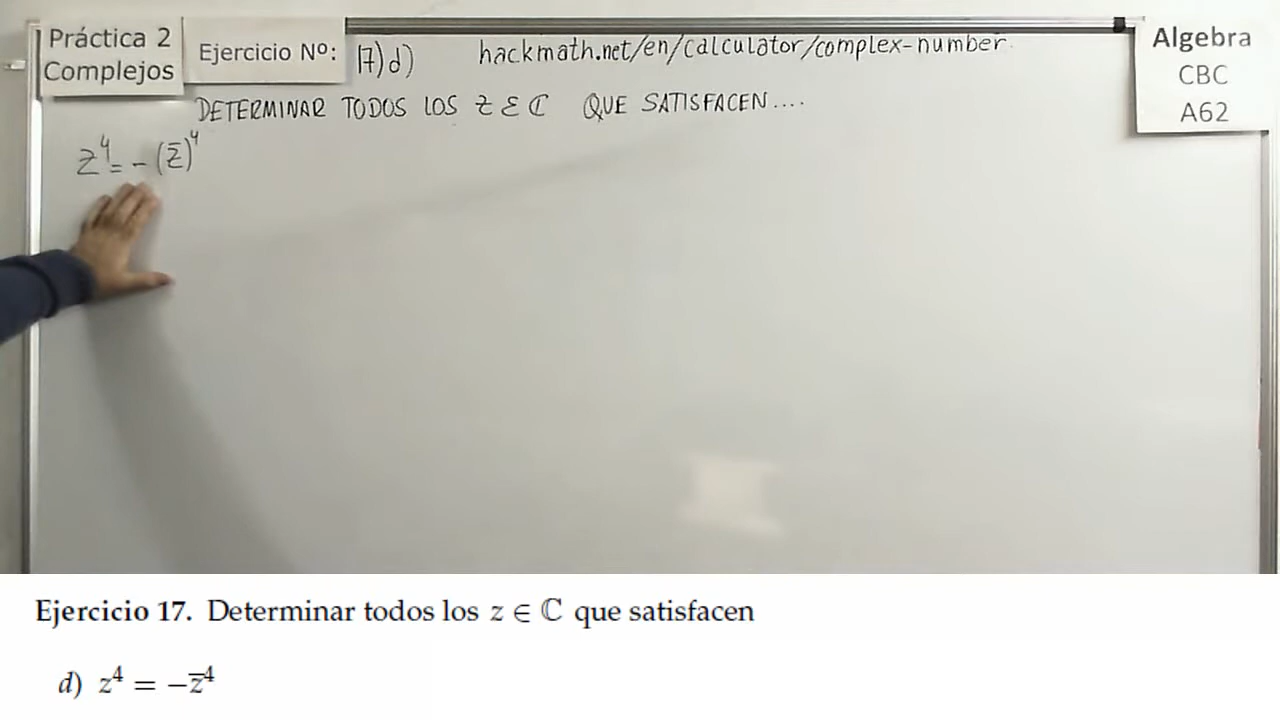 Práctica 2
Complejos
Ejercicio Nº:
17)d)
hackmath.net/en/calculator/complex-number
Algebra
CBC
A62
DETERMINAR TODOS LOS Z ∈ ℂ QUE SATISFACEN....
z⁴ = - (z̅)⁴
Ejercicio 17. Determinar todos los z ∈ ℂ que satisfacen
d) z⁴ = −z̅⁴